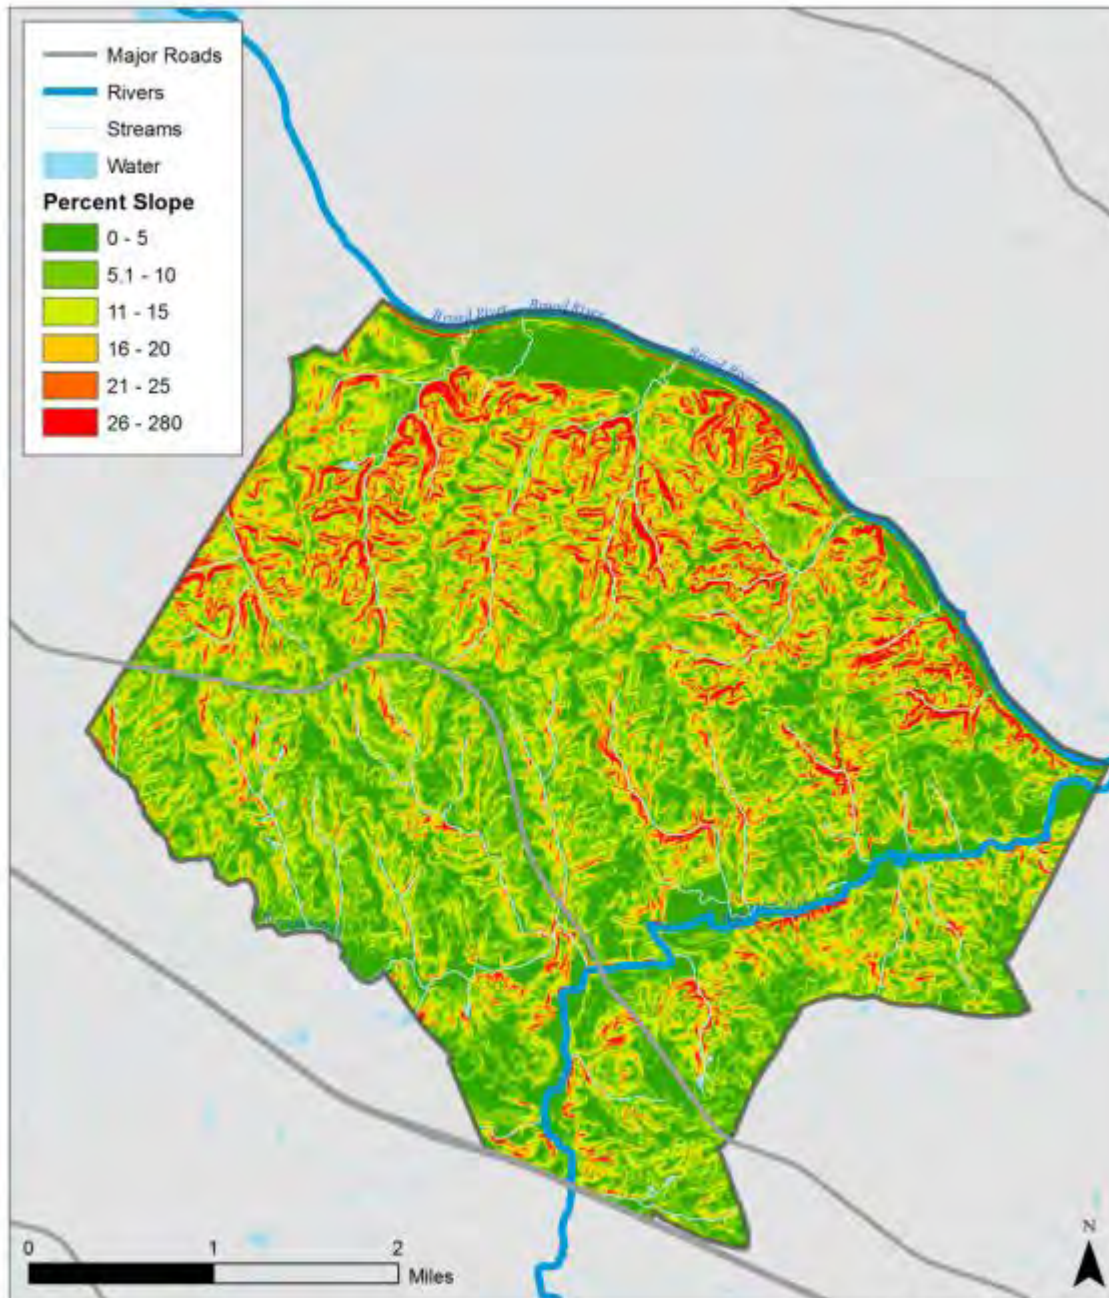 Major Roads
Rivers
Streams
Water
Percent Slope
0 - 5
5.1 - 10
11 - 15
16 - 20
21 - 25
26 - 280
Broad River
Broad River
Broad River
0 1 2
Miles
N